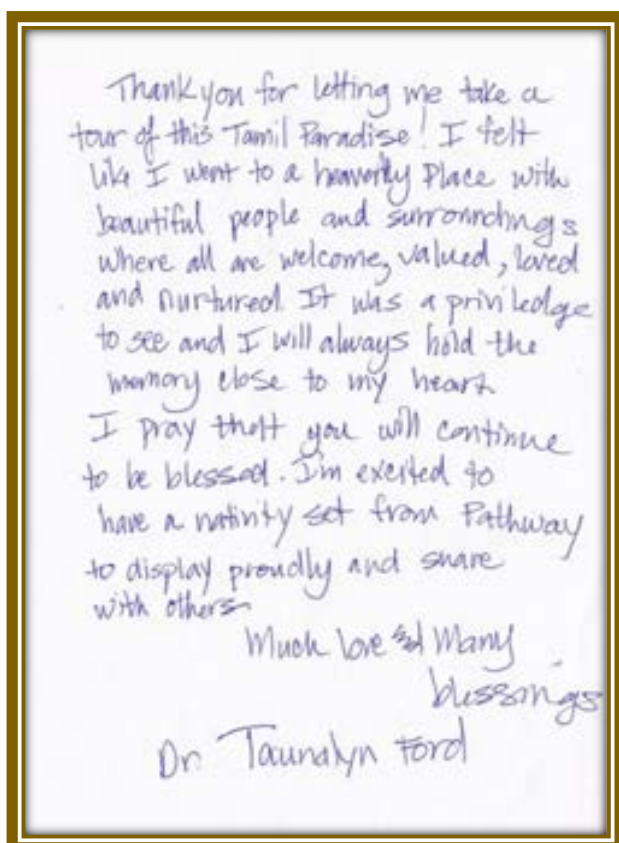 Thank you for letting me take a
tour of this Tamil Paradise! I felt
like I went to a heavenly Place with
beautiful people and surroundings
where all are welcome, valued, loved
and nurtured. It was a priviledge
to see and I will always hold the
memory close to my heart.
I pray that you will continue
to be blessed. I'm excited to
have a nativity set from Pathway
to display proudly and share
with others.
Much love and Many
blessings
Dr. Taunalyn Ford